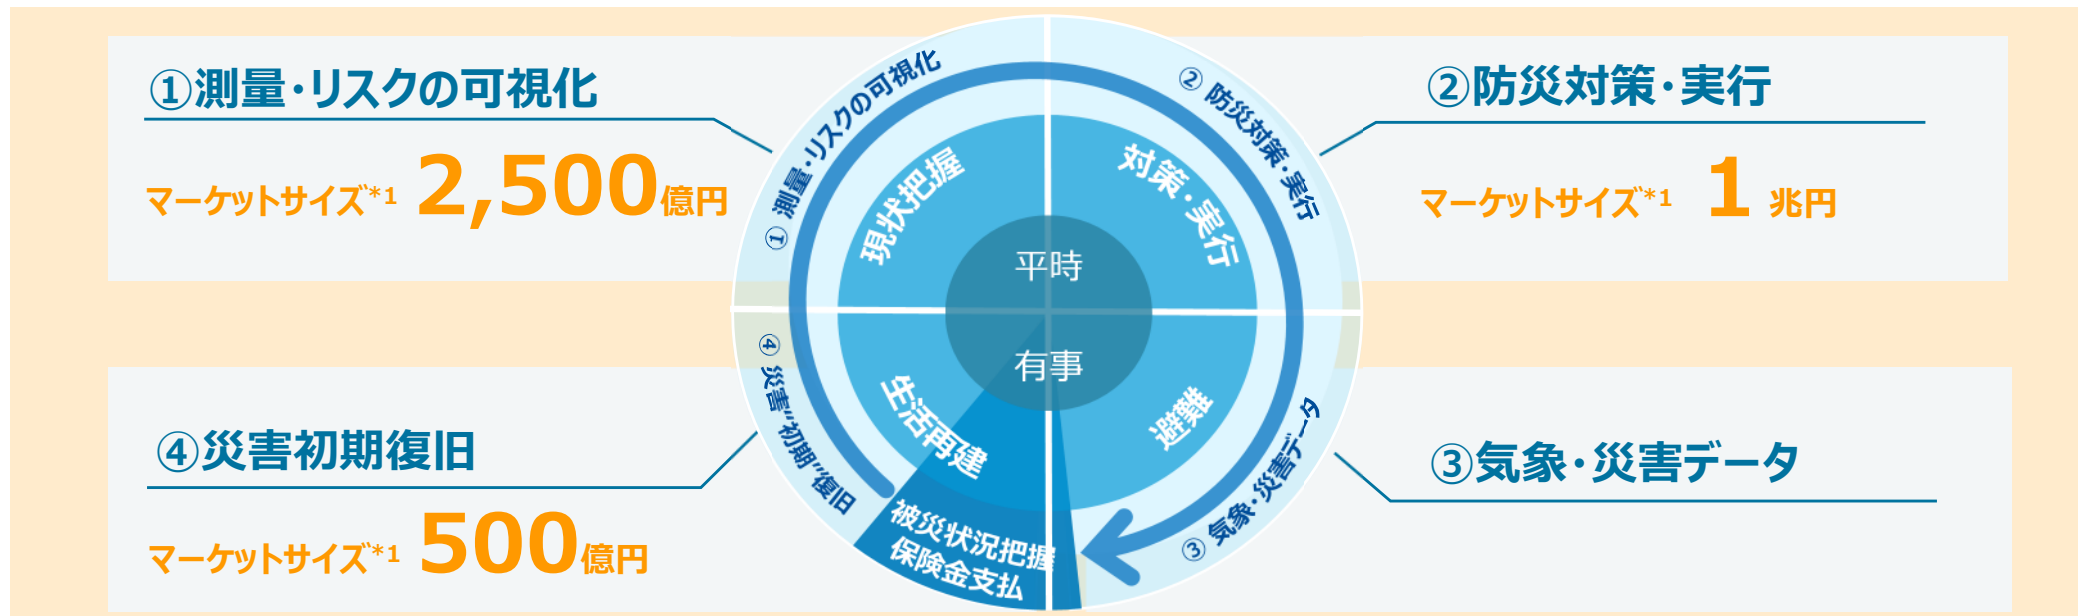 ①測量・リスクの可視化
マーケットサイズ*1 2,500億円
②防災対策・実行
マーケットサイズ*1 1 兆円
① 測量・リスクの可視化
② 防災対策・実行
現状把握
対策・実行
平時
有事
生活再建
避難
④ 災害“初期”復旧
③ 気象・災害データ
被災状況把握
保険金支払
④災害初期復旧
マーケットサイズ*1 500億円
③気象・災害データ